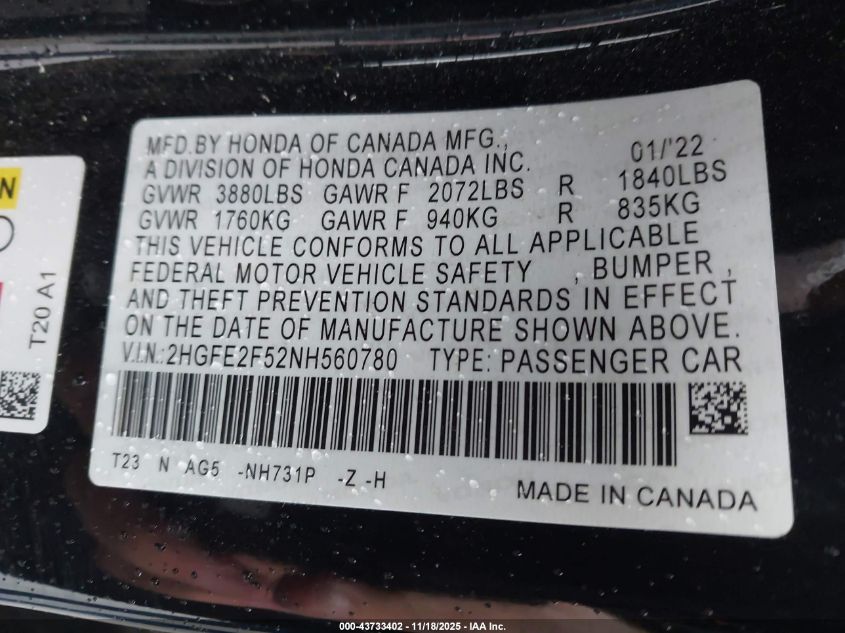 MFD.BY HONDA OF CANADA MFG.,
A DIVISION OF HONDA CANADA INC. 01/'22
GVWR 3880LBS GAWR F 2072LBS R 1840LBS
GVWR 1760KG GAWR F 940KG R 835KG
THIS VEHICLE CONFORMS TO ALL APPLICABLE
FEDERAL MOTOR VEHICLE SAFETY , BUMPER ,
AND THEFT PREVENTION STANDARDS IN EFFECT
ON THE DATE OF MANUFACTURE SHOWN ABOVE.
V.I.N.:2HGFE2F52NH560780 TYPE: PASSENGER CAR
T23 N AG5 -NH731P -Z -H
MADE IN CANADA
N
T20 A1
000-43733402 - 11/18/2025 - IAA Inc.